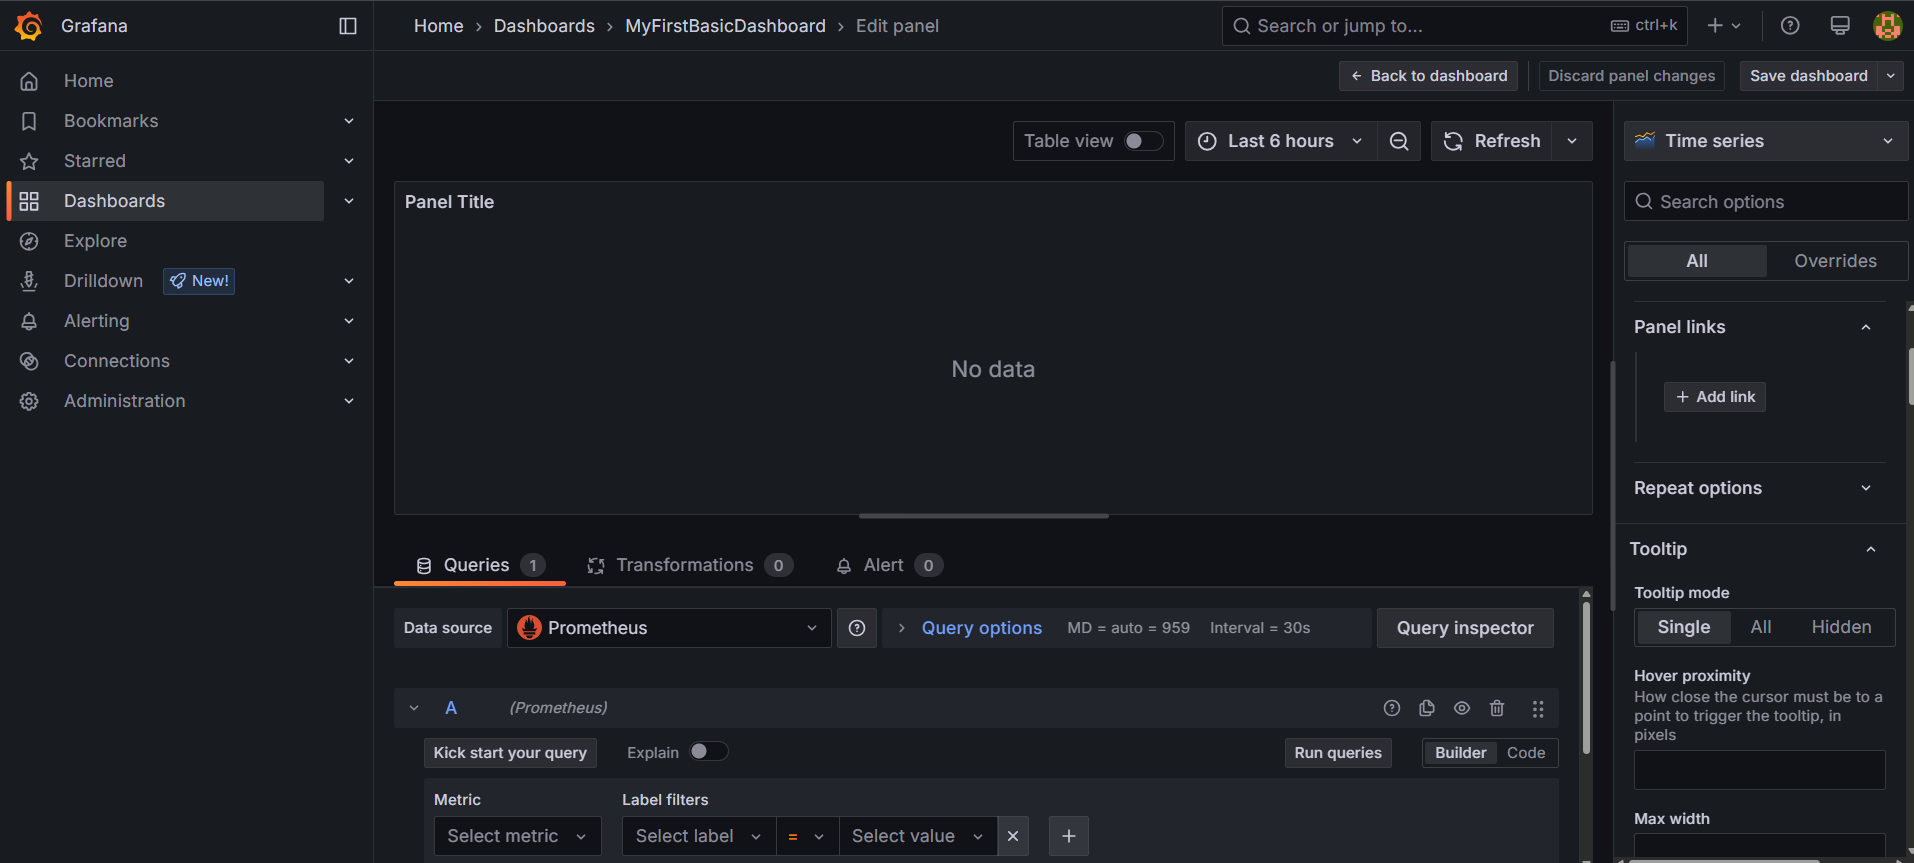 Grafana
Home › Dashboards › MyFirstBasicDashboard › Edit panel
Search or jump to...
ctrl+k
Home
Bookmarks
Starred
Dashboards
Explore
Drilldown
New!
Alerting
Connections
Administration
Back to dashboard
Discard panel changes
Save dashboard
Table view
Last 6 hours
Refresh
Panel Title
No data
Queries 1
Transformations 0
Alert 0
Data source
Prometheus
Query options MD = auto = 959 Interval = 30s
Query inspector
A (Prometheus)
Kick start your query
Explain
Run queries
Builder Code
Metric
Label filters
Select metric
Select label
=
Select value
Time series
Search options
All Overrides
Panel links
+ Add link
Repeat options
Tooltip
Tooltip mode
Single All Hidden
Hover proximity
How close the cursor must be to a
point to trigger the tooltip, in
pixels
Max width